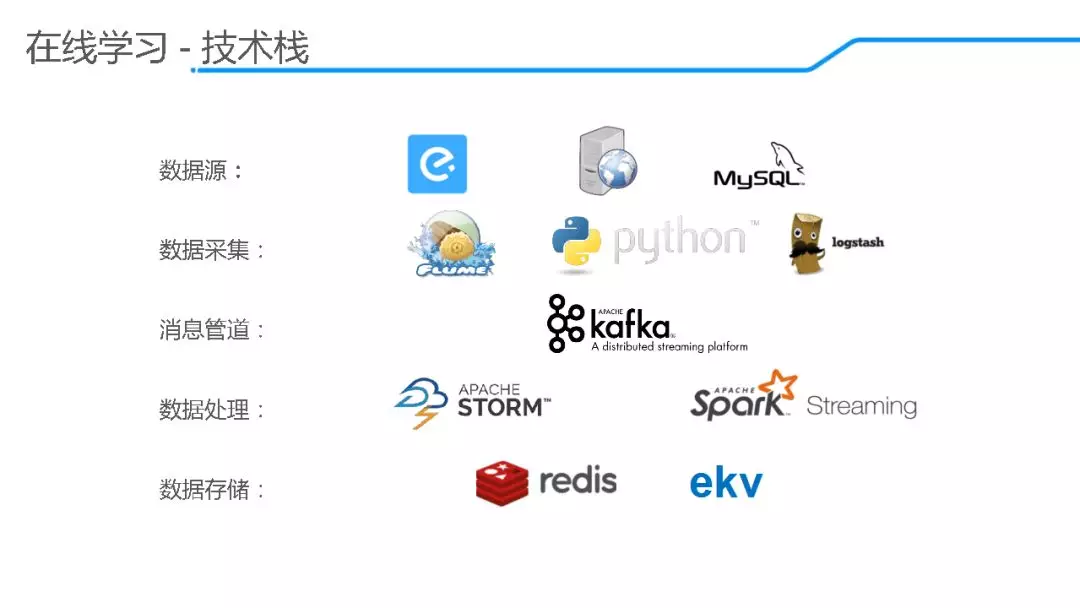 在线学习 - 技术栈
数据源：
MySQL
数据采集：
FLUME
python™
logstash
消息管道：
APACHE
kafka®
A distributed streaming platform
数据处理：
APACHE
STORM™
APACHE
Spark™ Streaming
数据存储：
redis
ekv